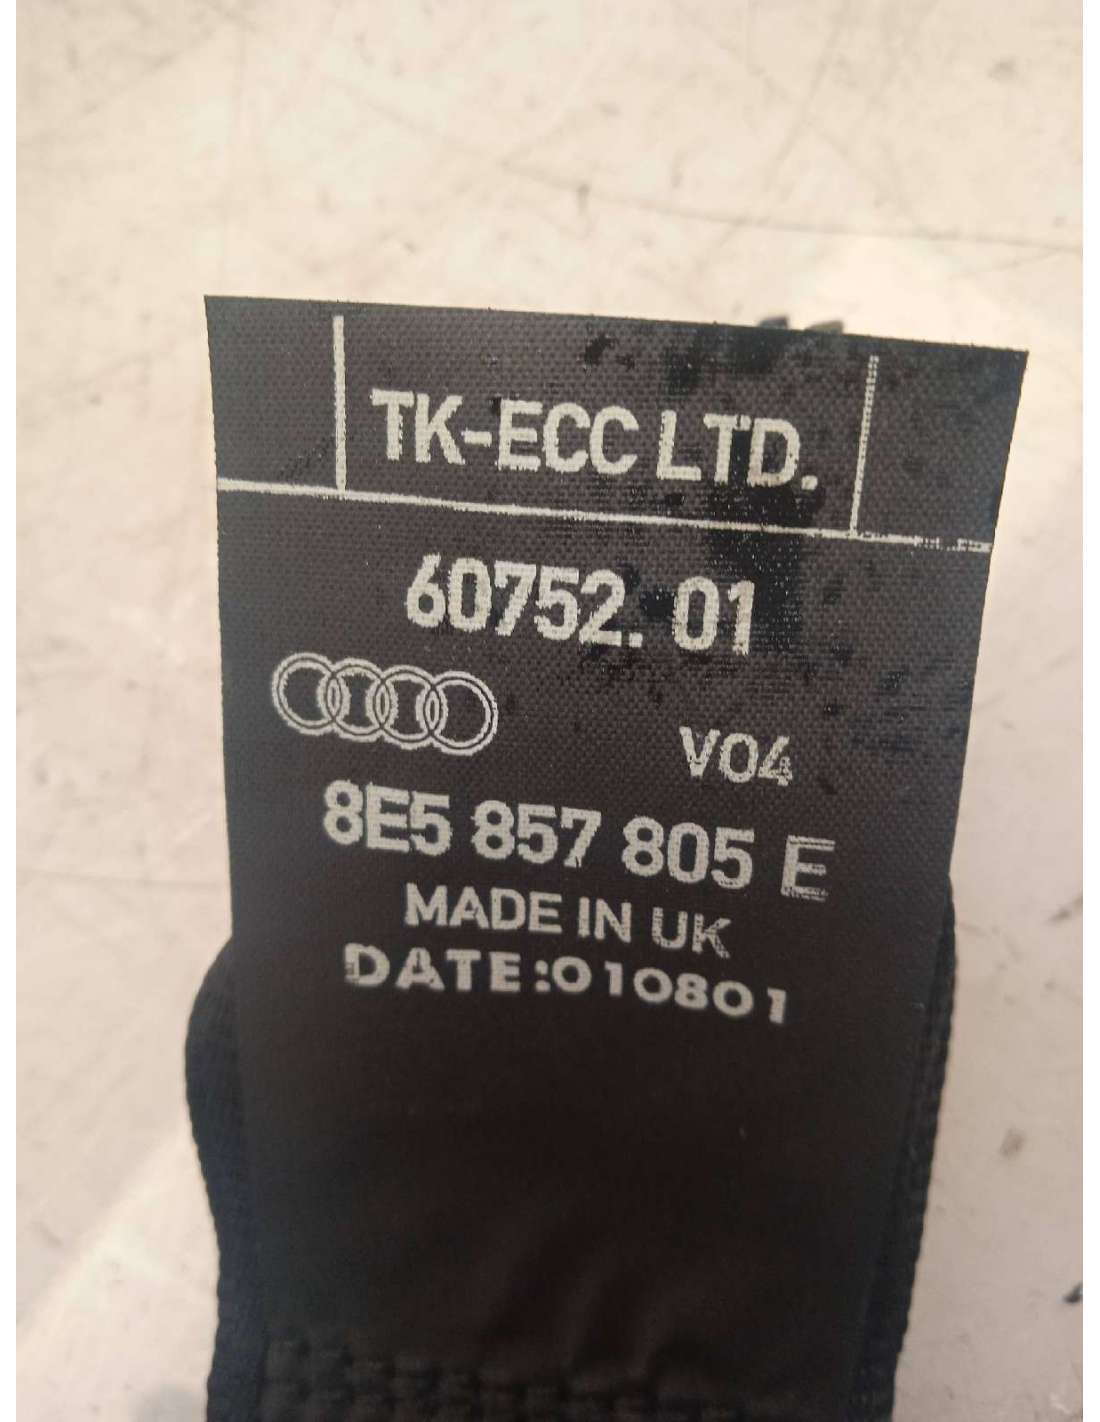 TK-ECC LTD.
60752.01
V04
8E5 857 805 E
MADE IN UK
DATE:010801